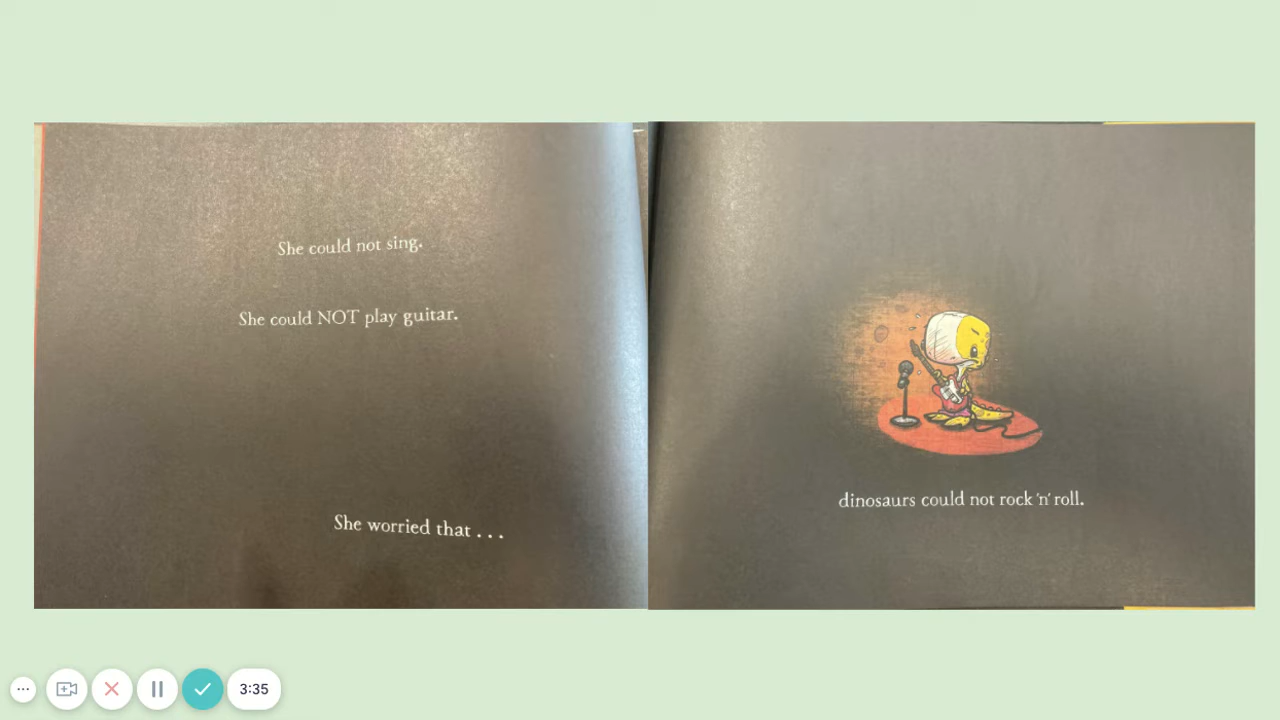 She could not sing.
She could NOT play guitar.
She worried that . . .
dinosaurs could not rock 'n' roll.
3:35